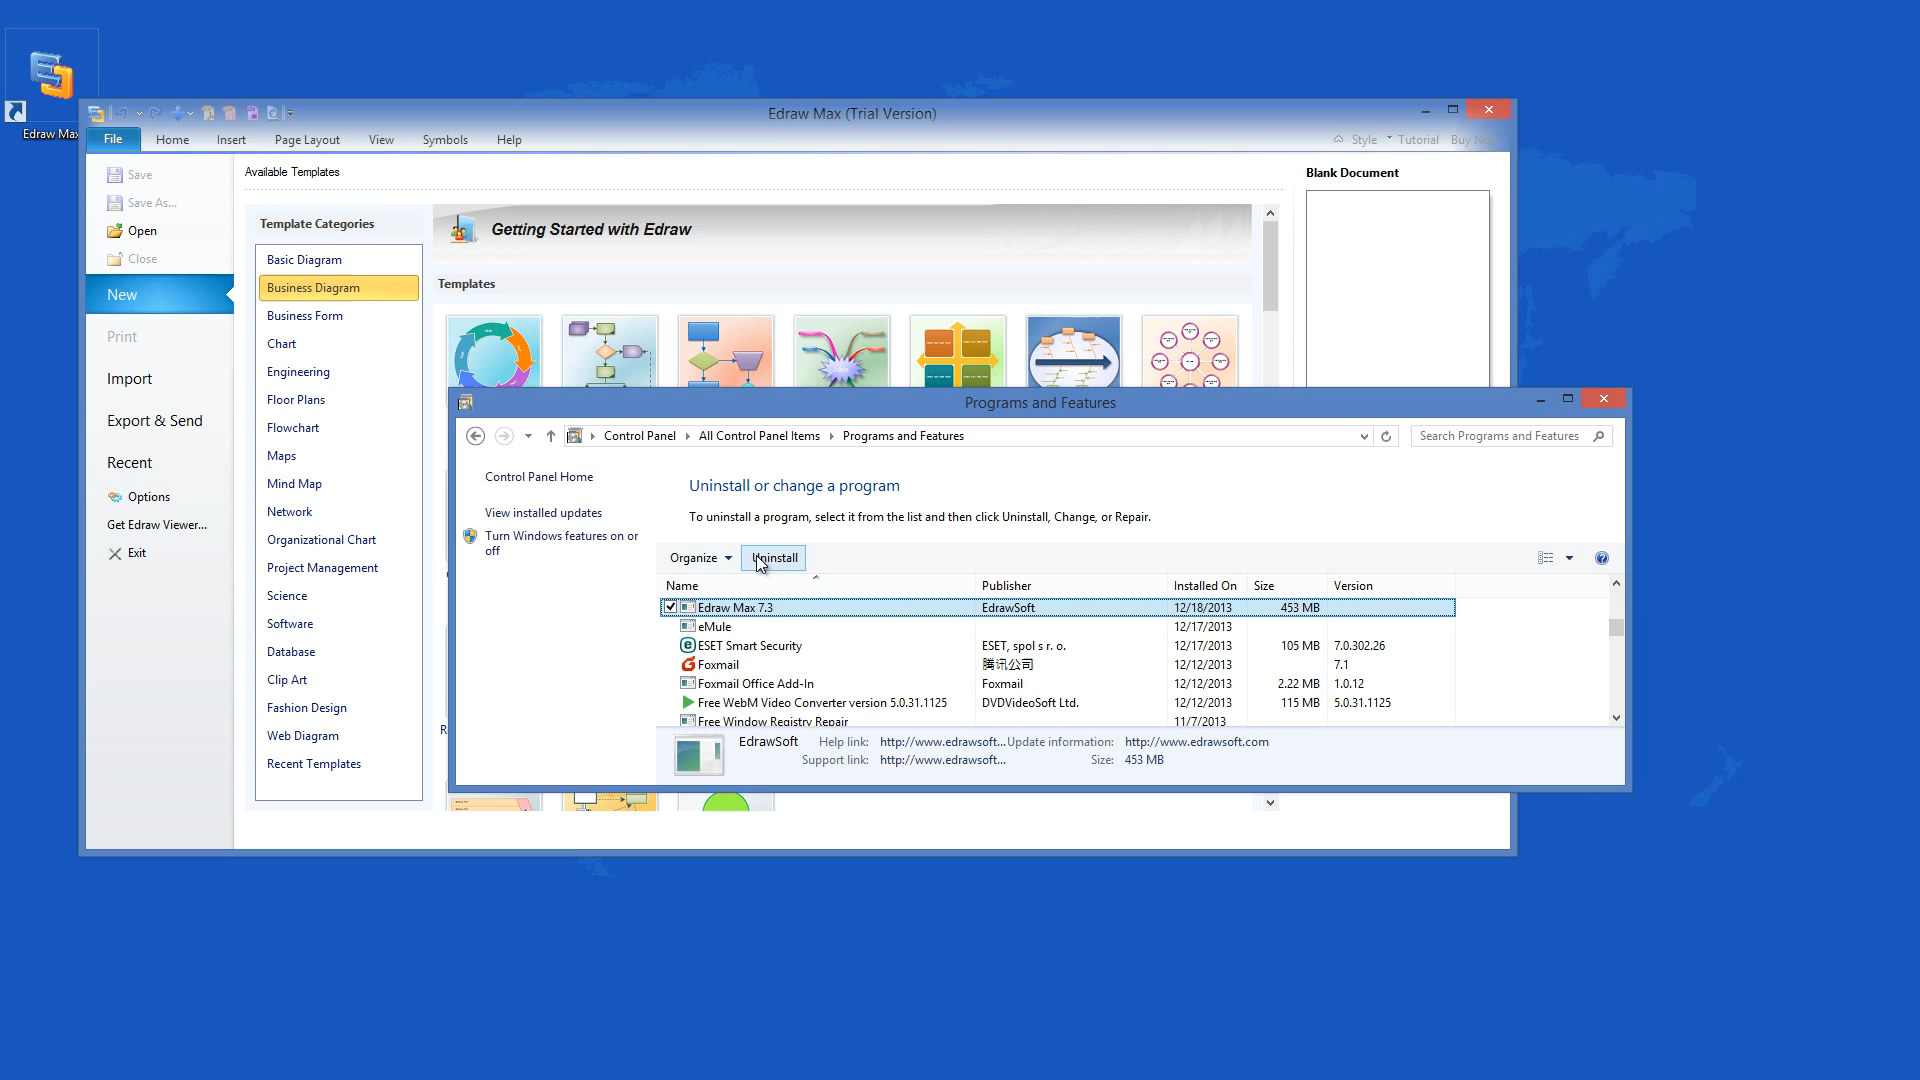 Edraw Max
Edraw Max (Trial Version)
File Home Insert Page Layout View Symbols Help
Style Tutorial Buy
Save
Save As...
Open
Close
New
Print
Import
Export & Send
Recent
Options
Get Edraw Viewer...
Exit
Available Templates
Template Categories
Basic Diagram
Business Diagram
Business Form
Chart
Engineering
Floor Plans
Flowchart
Maps
Mind Map
Network
Organizational Chart
Project Management
Science
Software
Database
Clip Art
Fashion Design
Web Diagram
Recent Templates
Getting Started with Edraw
Templates
Blank Document
Programs and Features
Control Panel All Control Panel Items Programs and Features
Search Programs and Features
Control Panel Home
View installed updates
Turn Windows features on or
off
Uninstall or change a program
To uninstall a program, select it from the list and then click Uninstall, Change, or Repair.
Organize Uninstall
Name Publisher Installed On Size Version
Edraw Max 7.3 EdrawSoft 12/18/2013 453 MB
eMule 12/17/2013
ESET Smart Security ESET, spol s r. o. 12/17/2013 105 MB 7.0.302.26
Foxmail 腾讯公司 12/12/2013 7.1
Foxmail Office Add-In Foxmail 12/12/2013 2.22 MB 1.0.12
Free WebM Video Converter version 5.0.31.1125 DVDVideoSoft Ltd. 12/12/2013 115 MB 5.0.31.1125
Free Window Registry Repair 11/7/2013
EdrawSoft Help link: http://www.edrawsoft... Update information: http://www.edrawsoft.com
Support link: http://www.edrawsoft... Size: 453 MB